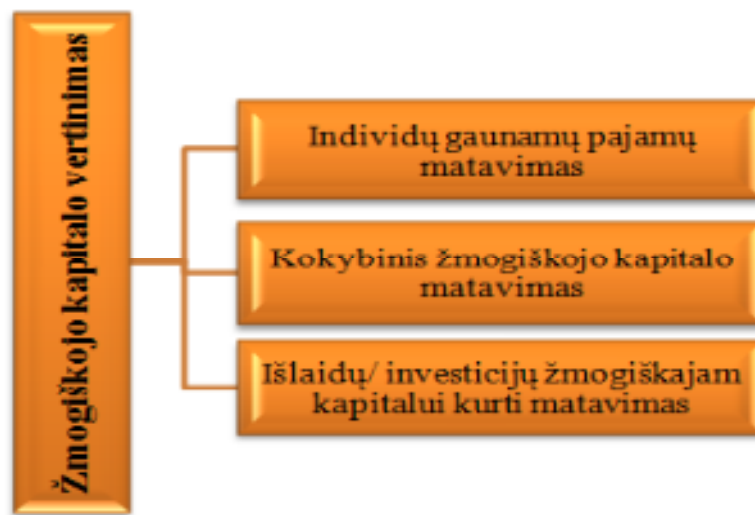 Žmogiškojo kapitalo vertinimas
Individų gaunamų pajamų
matavimas
Kokybinis žmogiškojo kapitalo
matavimas
Išlaidų/ investicijų žmogiškajam
kapitalui kurti matavimas